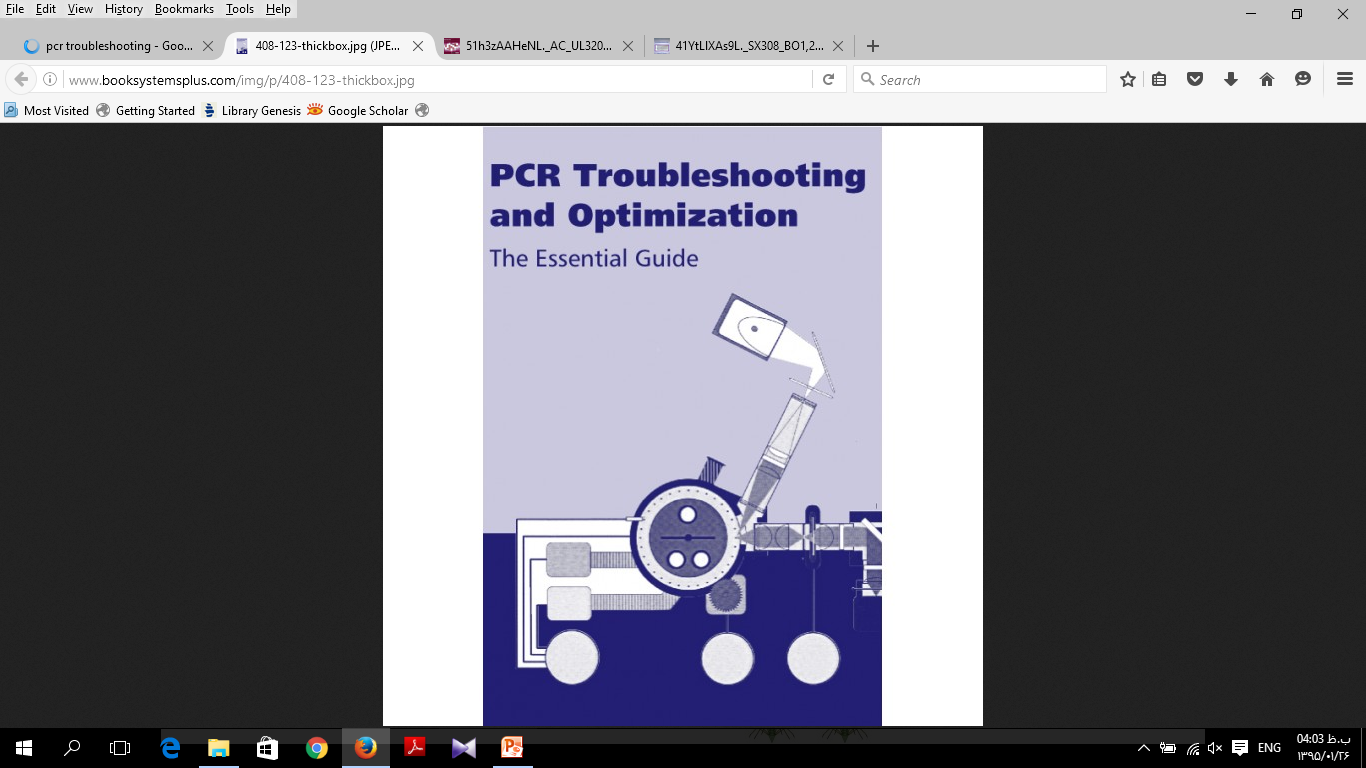 File Edit View History Bookmarks Tools Help
pcr troubleshooting - Goo...
408-123-thickbox.jpg (JPE...
51h3zAAHeNL._AC_UL320...
41YtLIXAs9L._SX308_BO1,2...
www.booksystemsplus.com/img/p/408-123-thickbox.jpg
Search
Most Visited Getting Started Library Genesis Google Scholar
PCR Troubleshooting
and Optimization
The Essential Guide
ENG
04:03 ب.ظ
۱۳۹۵/۰۱/۲۶